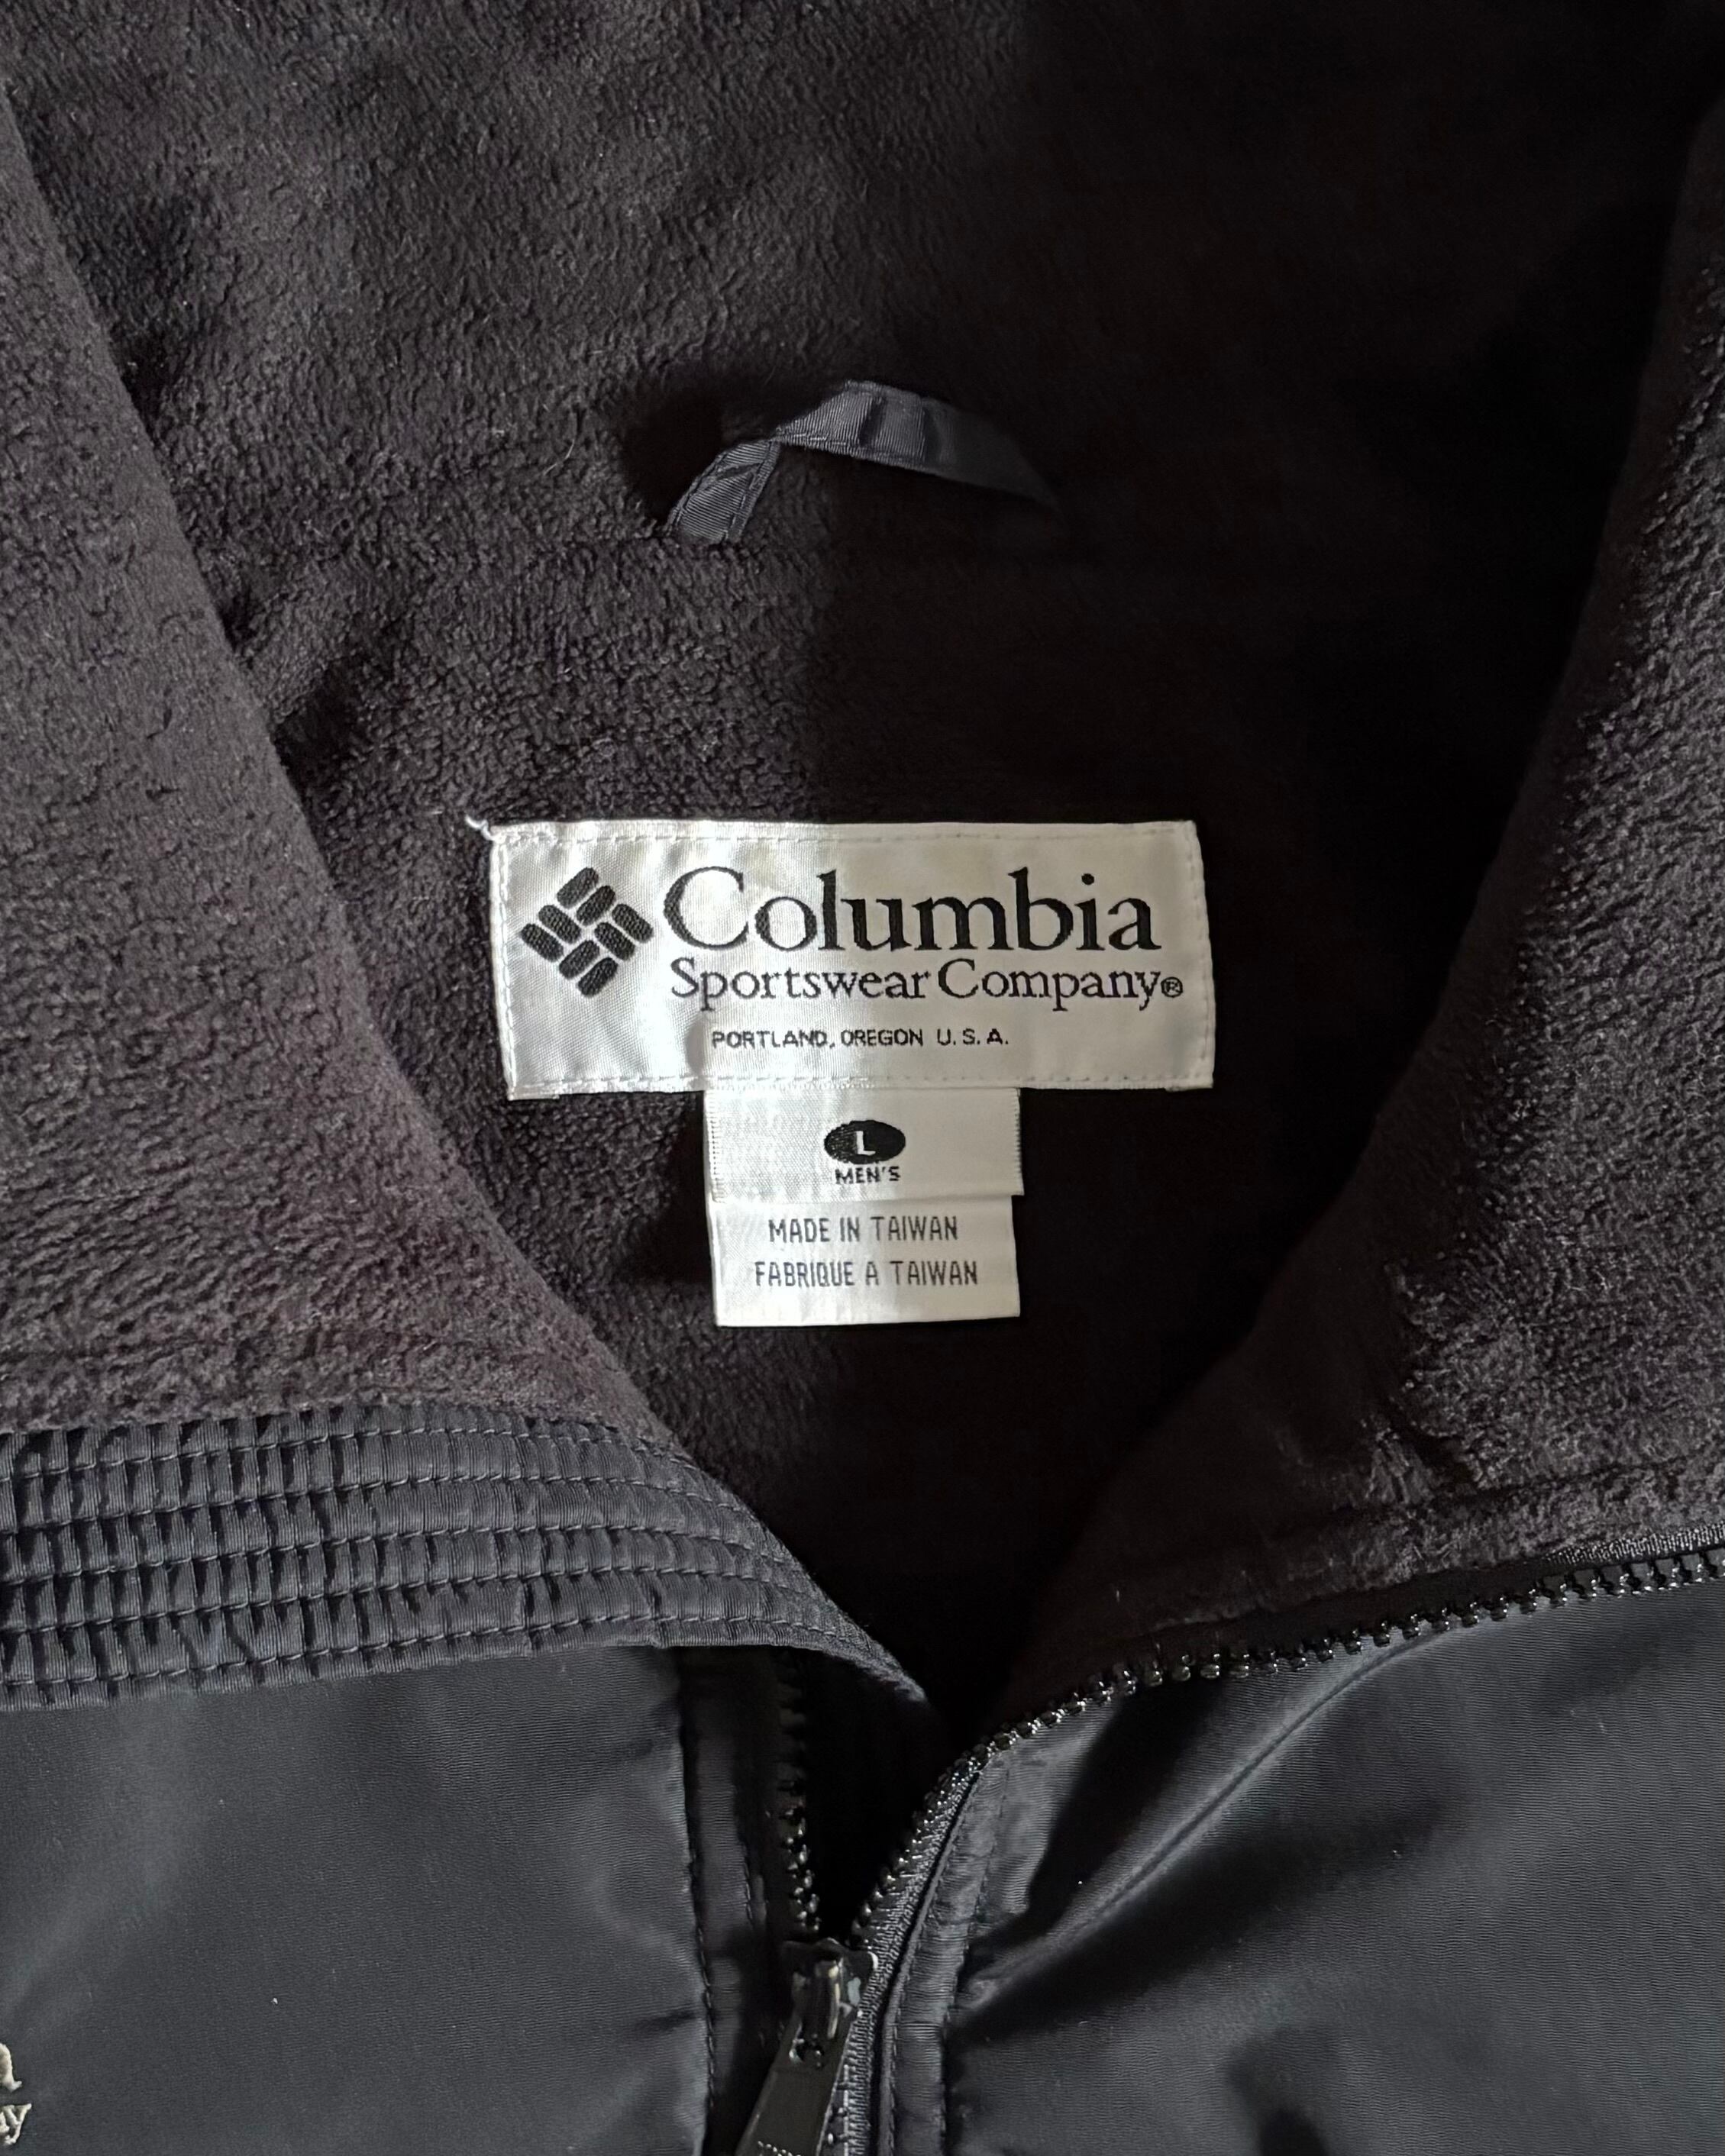 Columbia
Sportswear Company®
PORTLAND, OREGON U.S.A.
L
MEN'S
MADE IN TAIWAN
FABRIQUE A TAIWAN